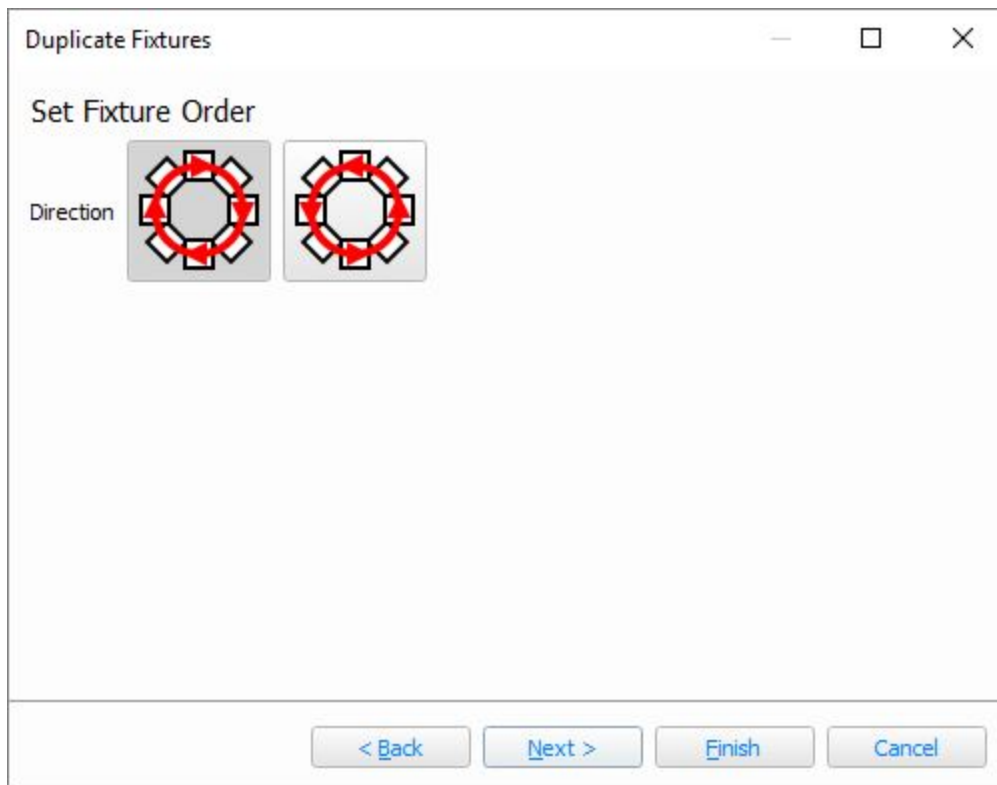 Duplicate Fixtures
Set Fixture Order
Direction
< Back Next > Finish Cancel